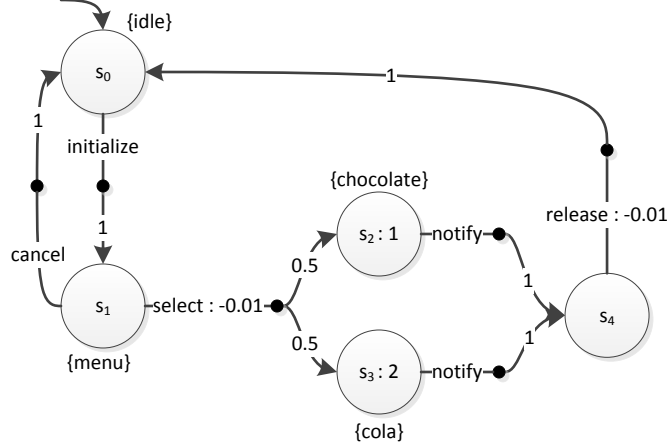 {idle}
s0
1
1
initialize
{chocolate}
s2 : 1
notify
release : -0.01
cancel
1
0.5
1
s1
select : -0.01
s4
{menu}
0.5
1
s3 : 2
notify
{cola}